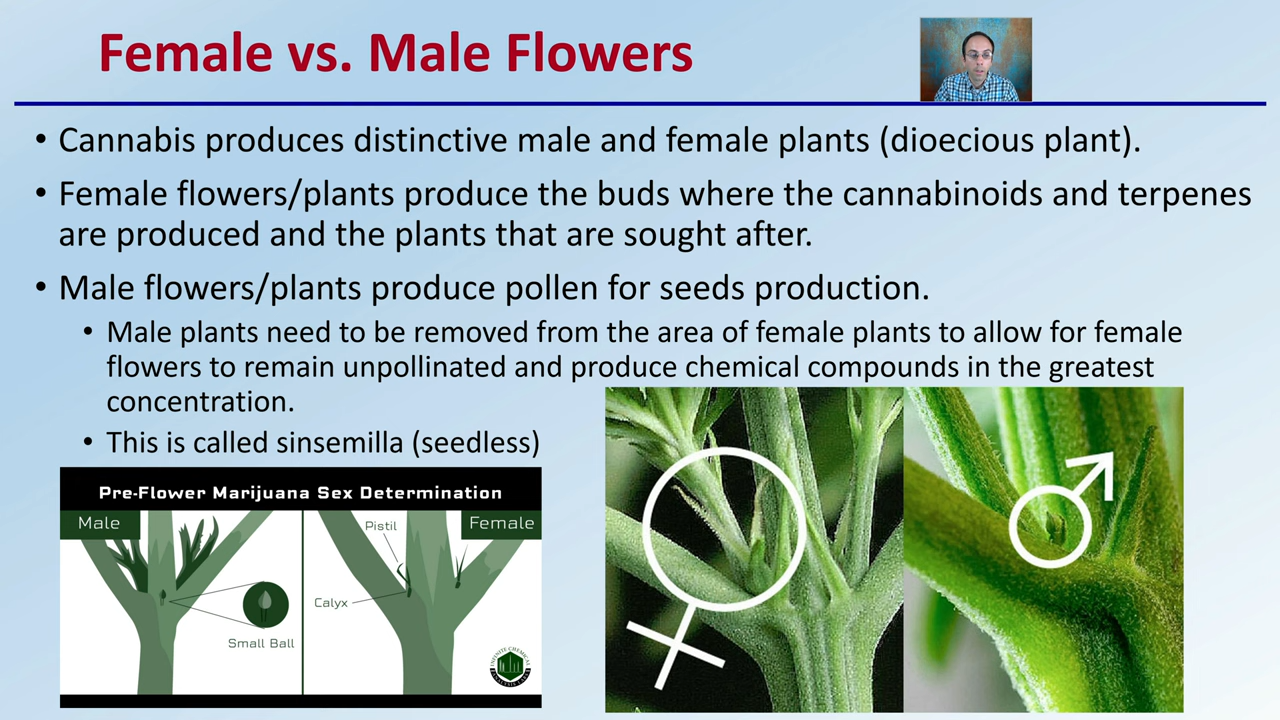 Female vs. Male Flowers
• Cannabis produces distinctive male and female plants (dioecious plant).
• Female flowers/plants produce the buds where the cannabinoids and terpenes
are produced and the plants that are sought after.
• Male flowers/plants produce pollen for seeds production.
• Male plants need to be removed from the area of female plants to allow for female
flowers to remain unpollinated and produce chemical compounds in the greatest
concentration.
• This is called sinsemilla (seedless)
Pre-Flower Marijuana Sex Determination
Male
Pistil
Female
Calyx
Small Ball
INFINITE CHEMICAL